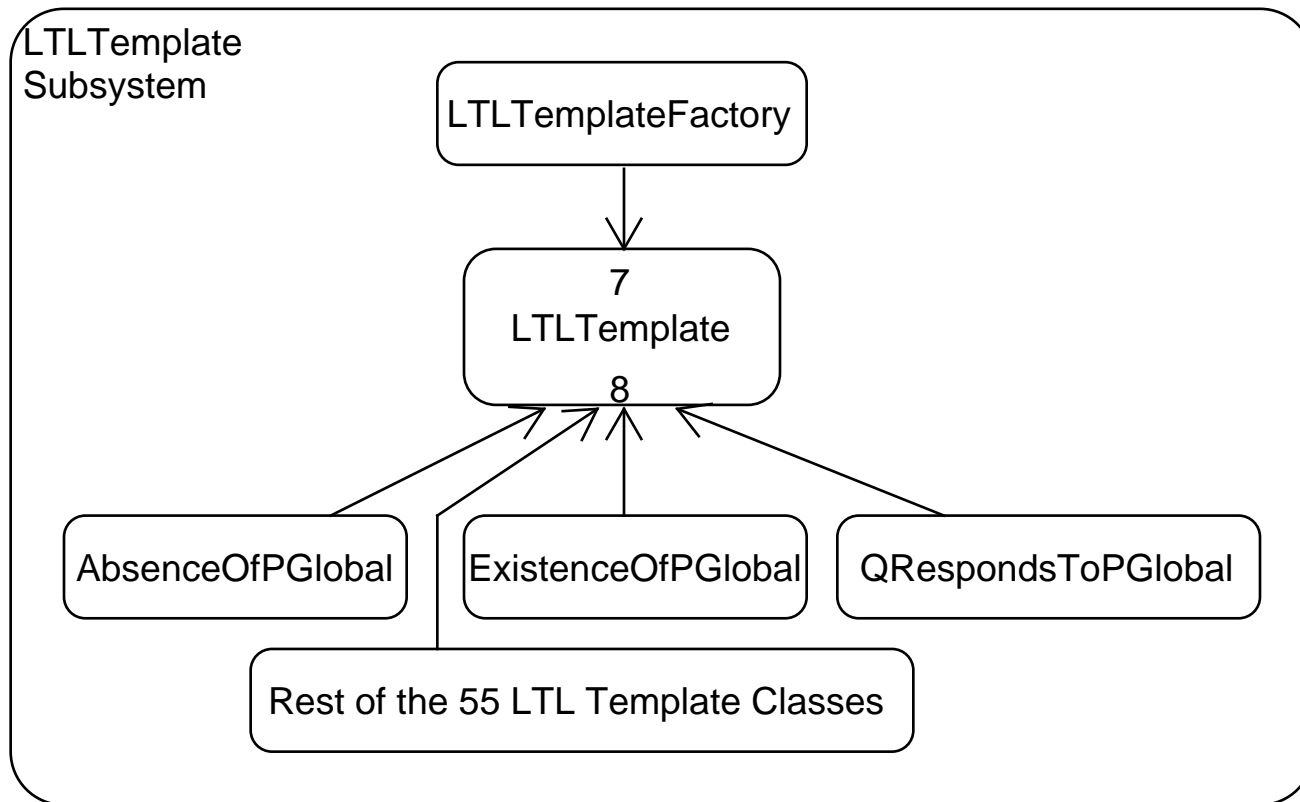 LTLTemplate
Subsystem
LTLTemplateFactory
7
LTLTemplate
8
AbsenceOfPGlobal
ExistenceOfPGlobal
QRespondsToPGlobal
Rest of the 55 LTL Template Classes